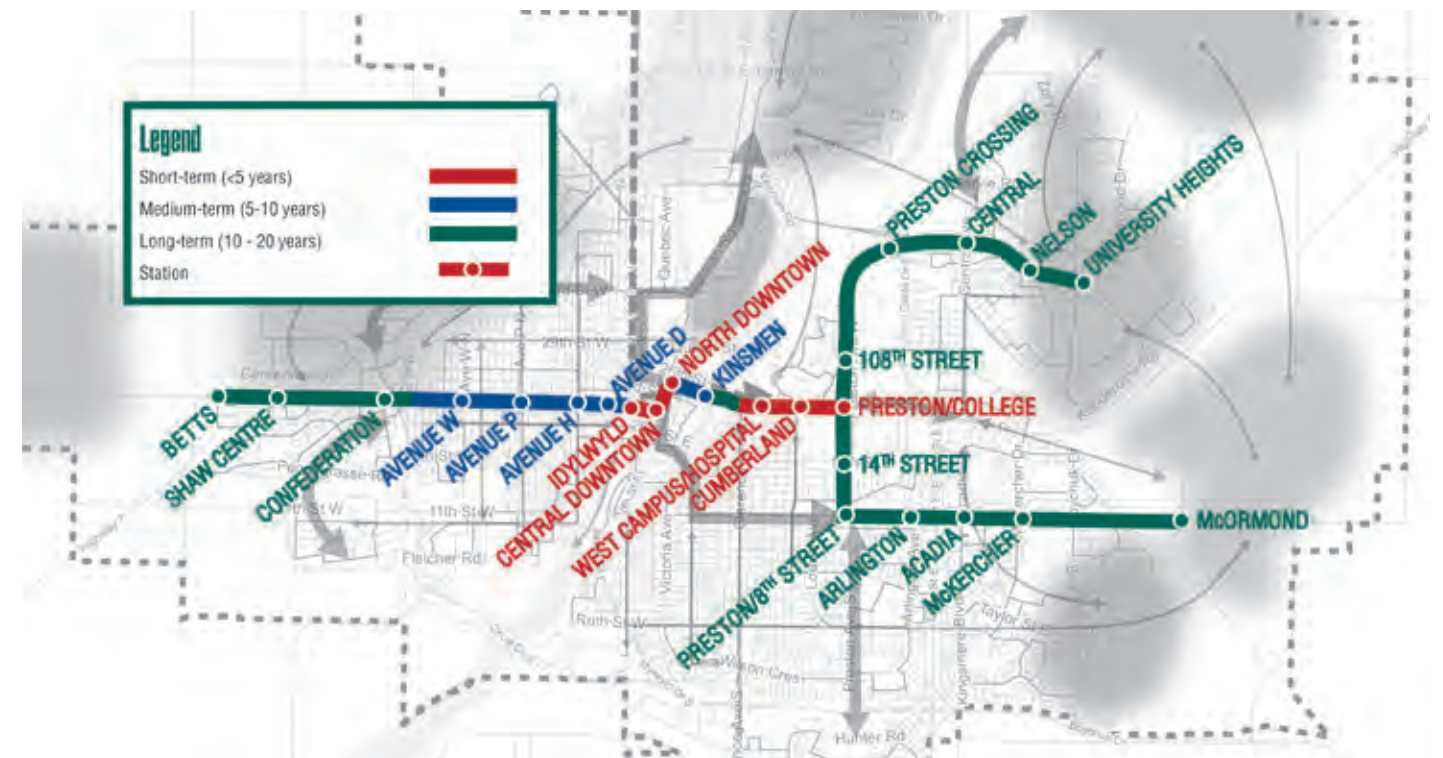 Legend
Short-term (<5 years)
Medium-term (5-10 years)
Long-term (10 - 20 years)
Station
PRESTON CROSSING
CENTRAL
NELSON
UNIVERSITY HEIGHTS
NORTH DOWNTOWN
AVENUE D
KINSMEN
108TH STREET
PRESTON/COLLEGE
14TH STREET
BETTS
SHAW CENTRE
CONFEDERATION
AVENUE W
AVENUE P
AVENUE H
IDYLWYLD
CENTRAL DOWNTOWN
WEST CAMPUS/HOSPITAL
CUMBERLAND
PRESTON/8TH STREET
ARLINGTON
ACADIA
McKERCHER
McORMOND
29th St W
11th St W
Fletcher Rd
Quebec Ave
Victoria Ave
Ruth St W
Wilson Cres
Taylor St
Hunter Rd